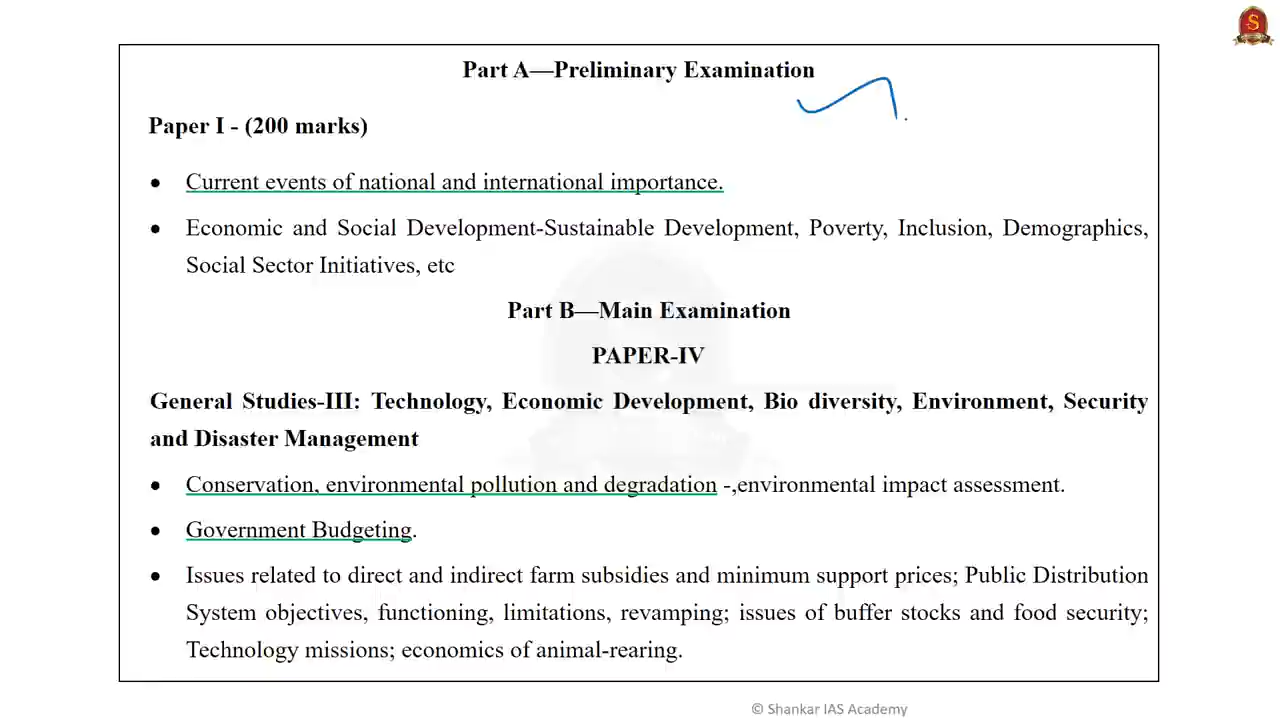 Part A—Preliminary Examination
Paper I - (200 marks)
• Current events of national and international importance.
• Economic and Social Development-Sustainable Development, Poverty, Inclusion, Demographics,
Social Sector Initiatives, etc
Part B—Main Examination
PAPER-IV
General Studies-III: Technology, Economic Development, Bio diversity, Environment, Security
and Disaster Management
• Conservation, environmental pollution and degradation -,environmental impact assessment.
• Government Budgeting.
• Issues related to direct and indirect farm subsidies and minimum support prices; Public Distribution
System objectives, functioning, limitations, revamping; issues of buffer stocks and food security;
Technology missions; economics of animal-rearing.
© Shankar IAS Academy